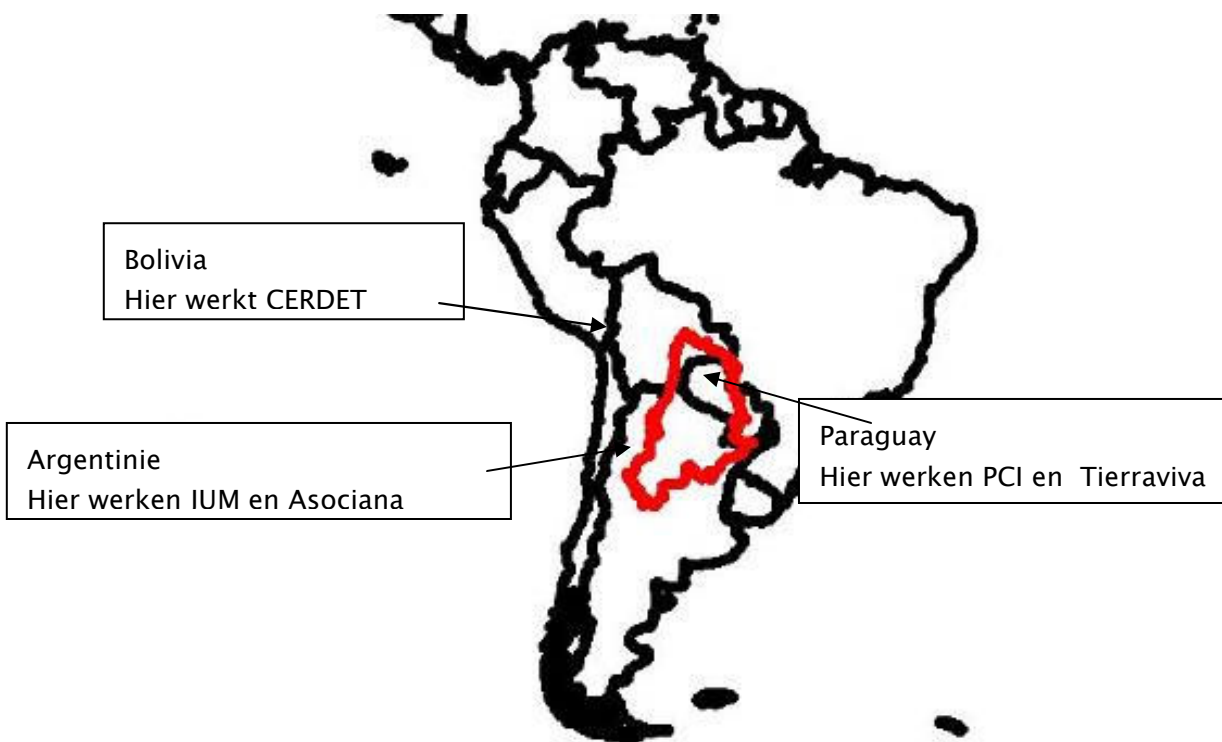 Bolivia
Hier werkt CERDET
Argentinie
Hier werken IUM en Asociana
Paraguay
Hier werken PCI en Tierraviva